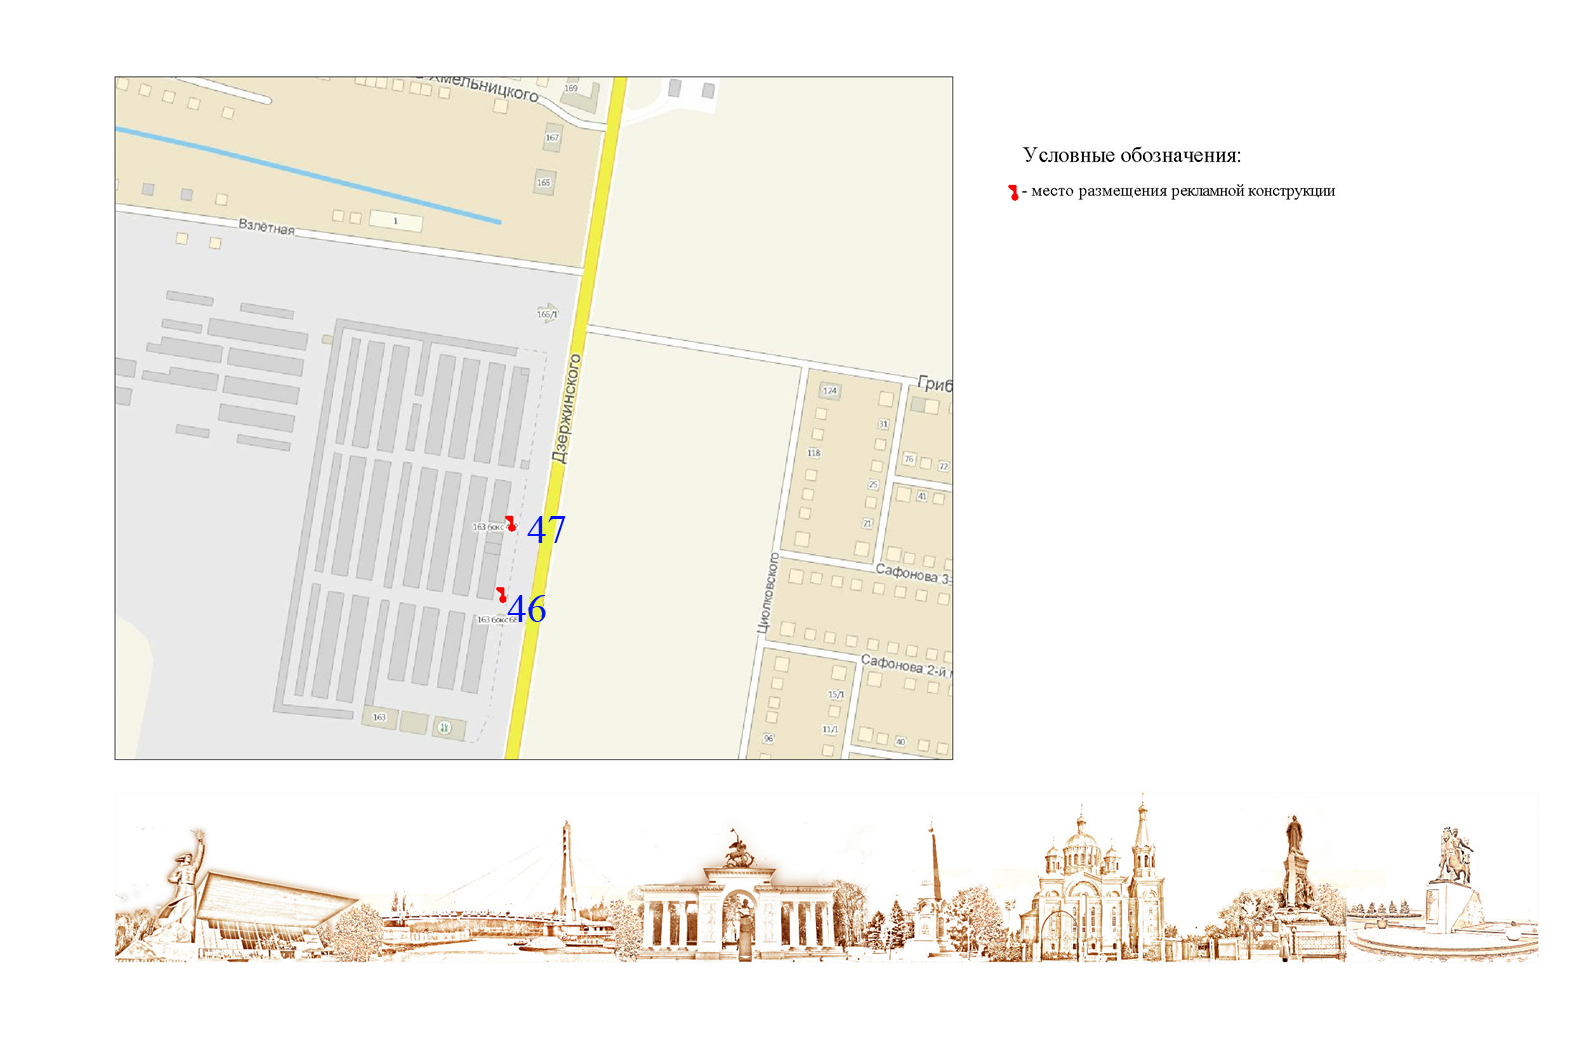 Хмельницкого
169
167
165
1
Взлётная
165/1
Дзержинского
Гриб
124
31
118
76
72
25
41
21
163 бокс
47
46
163 бокс
Сафонова 3-
Циолковского
Сафонова 2-й
15/1
11/1
96
40
163
Условные обозначения:
- место размещения рекламной конструкции